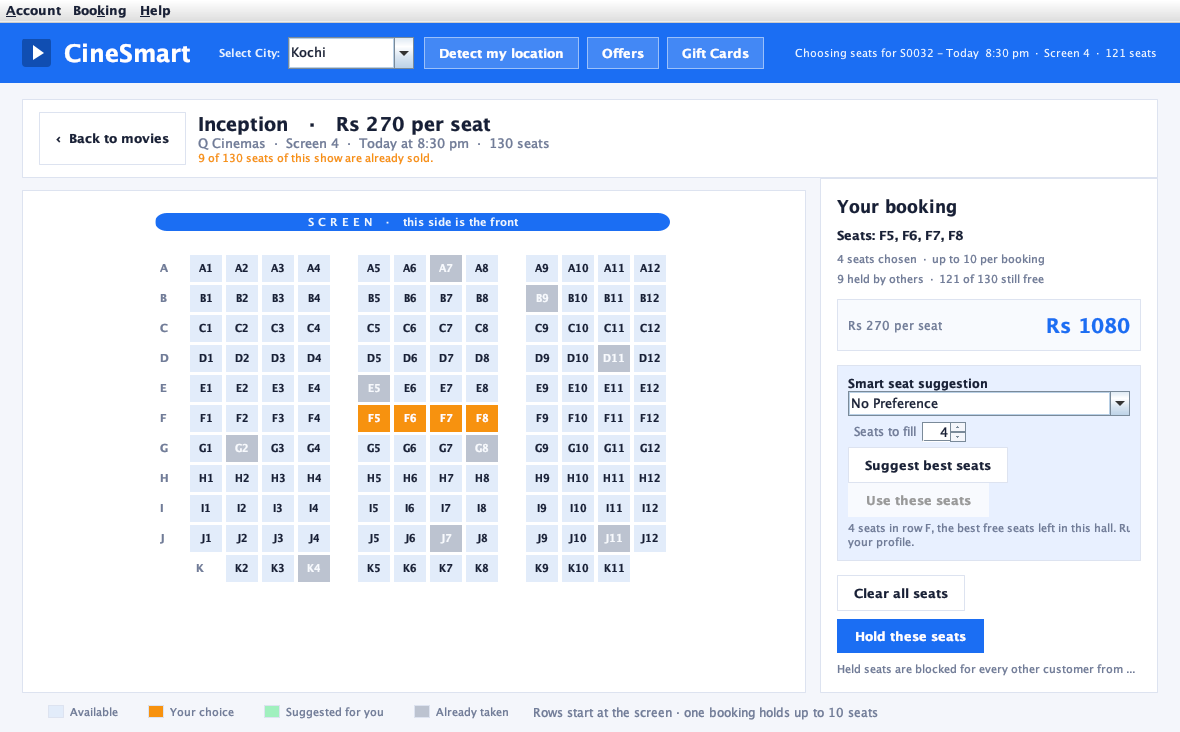 Account Booking Help
CineSmart Select City: Kochi Detect my location Offers Gift Cards Choosing seats for S0032 – Today 8:30 pm · Screen 4 · 121 seats
‹ Back to movies
Inception · Rs 270 per seat
Q Cinemas · Screen 4 · Today at 8:30 pm · 130 seats
9 of 130 seats of this show are already sold.
SCREEN · this side is the front
A A1 A2 A3 A4 A5 A6 A7 A8 A9 A10 A11 A12
B B1 B2 B3 B4 B5 B6 B7 B8 B9 B10 B11 B12
C C1 C2 C3 C4 C5 C6 C7 C8 C9 C10 C11 C12
D D1 D2 D3 D4 D5 D6 D7 D8 D9 D10 D11 D12
E E1 E2 E3 E4 E5 E6 E7 E8 E9 E10 E11 E12
F F1 F2 F3 F4 F5 F6 F7 F8 F9 F10 F11 F12
G G1 G2 G3 G4 G5 G6 G7 G8 G9 G10 G11 G12
H H1 H2 H3 H4 H5 H6 H7 H8 H9 H10 H11 H12
I I1 I2 I3 I4 I5 I6 I7 I8 I9 I10 I11 I12
J J1 J2 J3 J4 J5 J6 J7 J8 J9 J10 J11 J12
K K2 K3 K4 K5 K6 K7 K8 K9 K10 K11
Your booking
Seats: F5, F6, F7, F8
4 seats chosen · up to 10 per booking
9 held by others · 121 of 130 still free
Rs 270 per seat Rs 1080
Smart seat suggestion
No Preference
Seats to fill 4
Suggest best seats
Use these seats
4 seats in row F, the best free seats left in this hall.
your profile.
Clear all seats
Hold these seats
Held seats are blocked for every other customer from ...
Available Your choice Suggested for you Already taken Rows start at the screen · one booking holds up to 10 seats